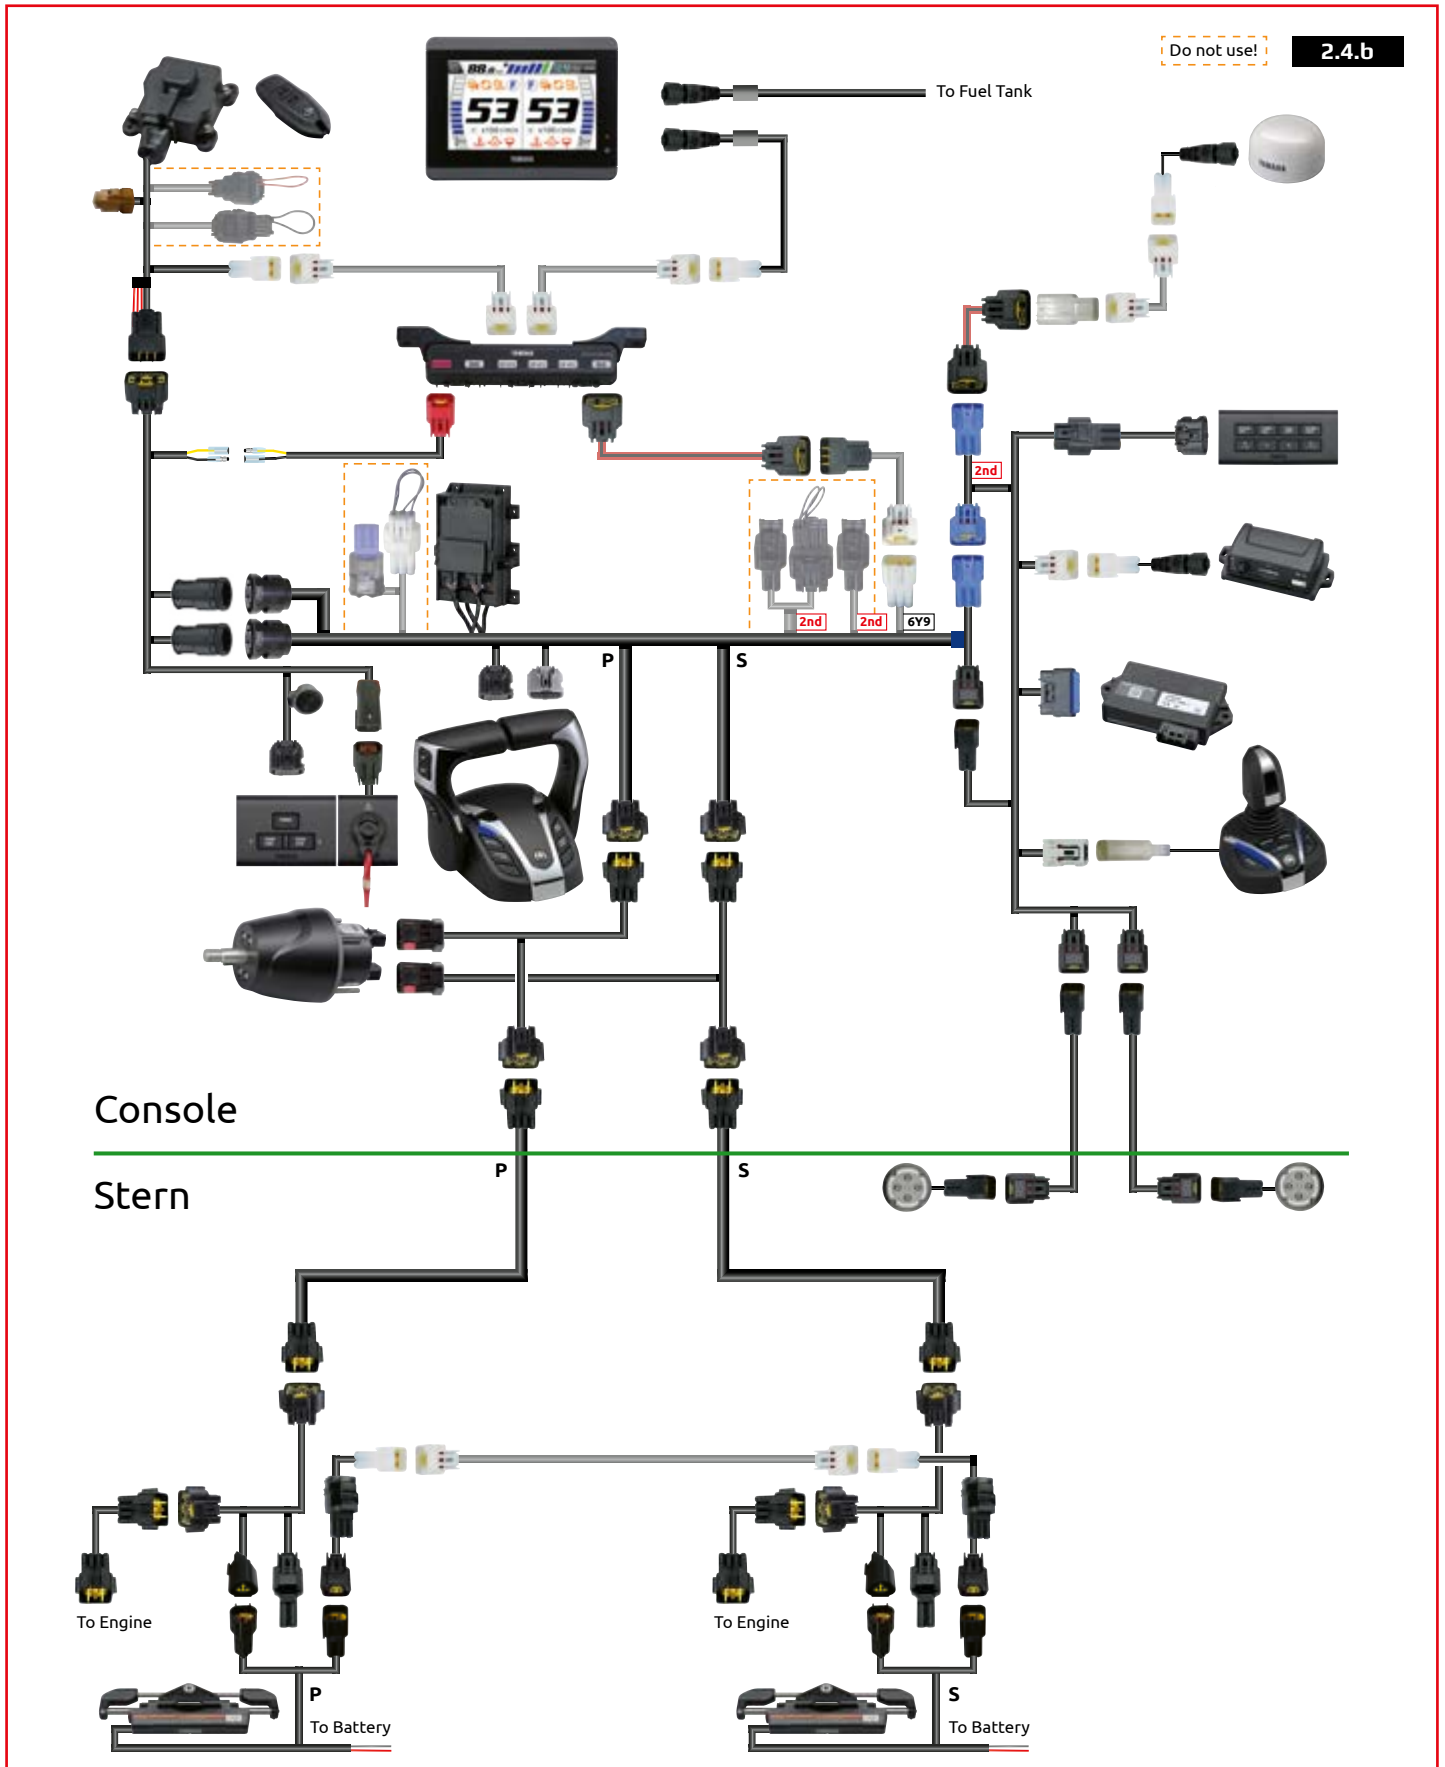 Do not use!
2.4.b
To Fuel Tank
53 53
YAMAHA
2nd
2nd
2nd
6Y9
P
S
Console
P
S
Stern
To Engine
To Engine
P
S
To Battery
To Battery